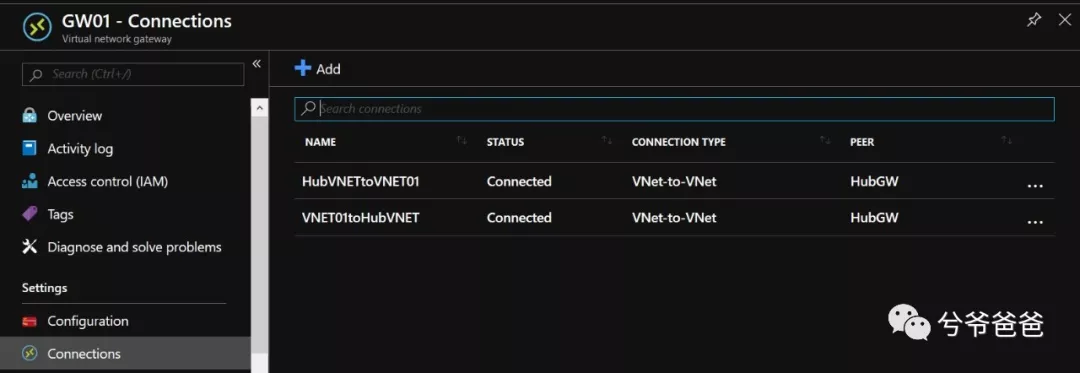 GW01 - Connections
Virtual network gateway
Search (Ctrl+/)
«
Overview
Activity log
Access control (IAM)
Tags
Diagnose and solve problems
Settings
Configuration
Connections
+ Add
Search connections
NAME STATUS CONNECTION TYPE PEER
HubVNETtoVNET01 Connected VNet-to-VNet HubGW ...
VNET01toHubVNET Connected VNet-to-VNet HubGW ...
兮爷爸爸